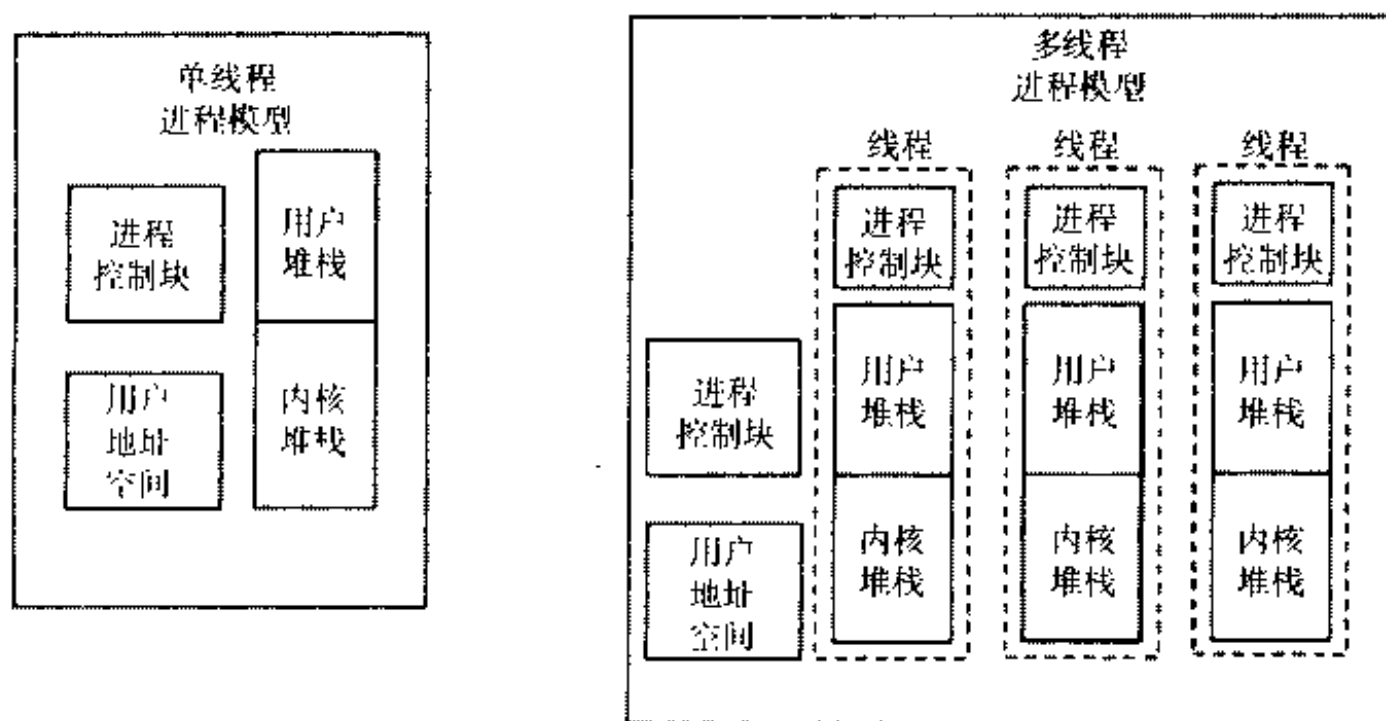 单线程
进程模型
进程
控制块
用户
堆栈
用户
地址
空间
内核
堆栈
多线程
进程模型
线程
线程
线程
进程
控制块
进程
控制块
进程
控制块
进程
控制块
用户
堆栈
用户
堆栈
用户
堆栈
用户
地址
空间
内核
堆栈
内核
堆栈
内核
堆栈